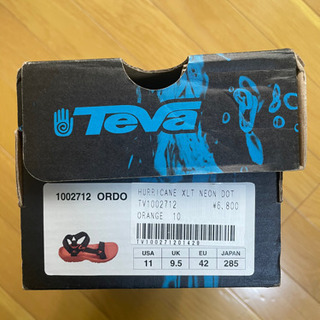 Teva
1002712 ORDO
HURRICANE XLT NEON DOT
TV1002712
¥6,800
ORANGE 10
TV100271201429
USA UK EU JAPAN
11 9.5 42 285